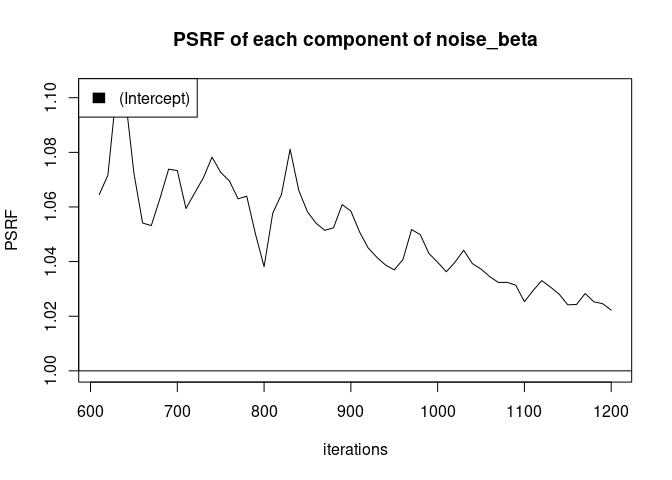 PSRF of each component of noise_beta
(Intercept)
PSRF
1.10
1.08
1.06
1.04
1.02
1.00
600 700 800 900 1000 1100 1200
iterations